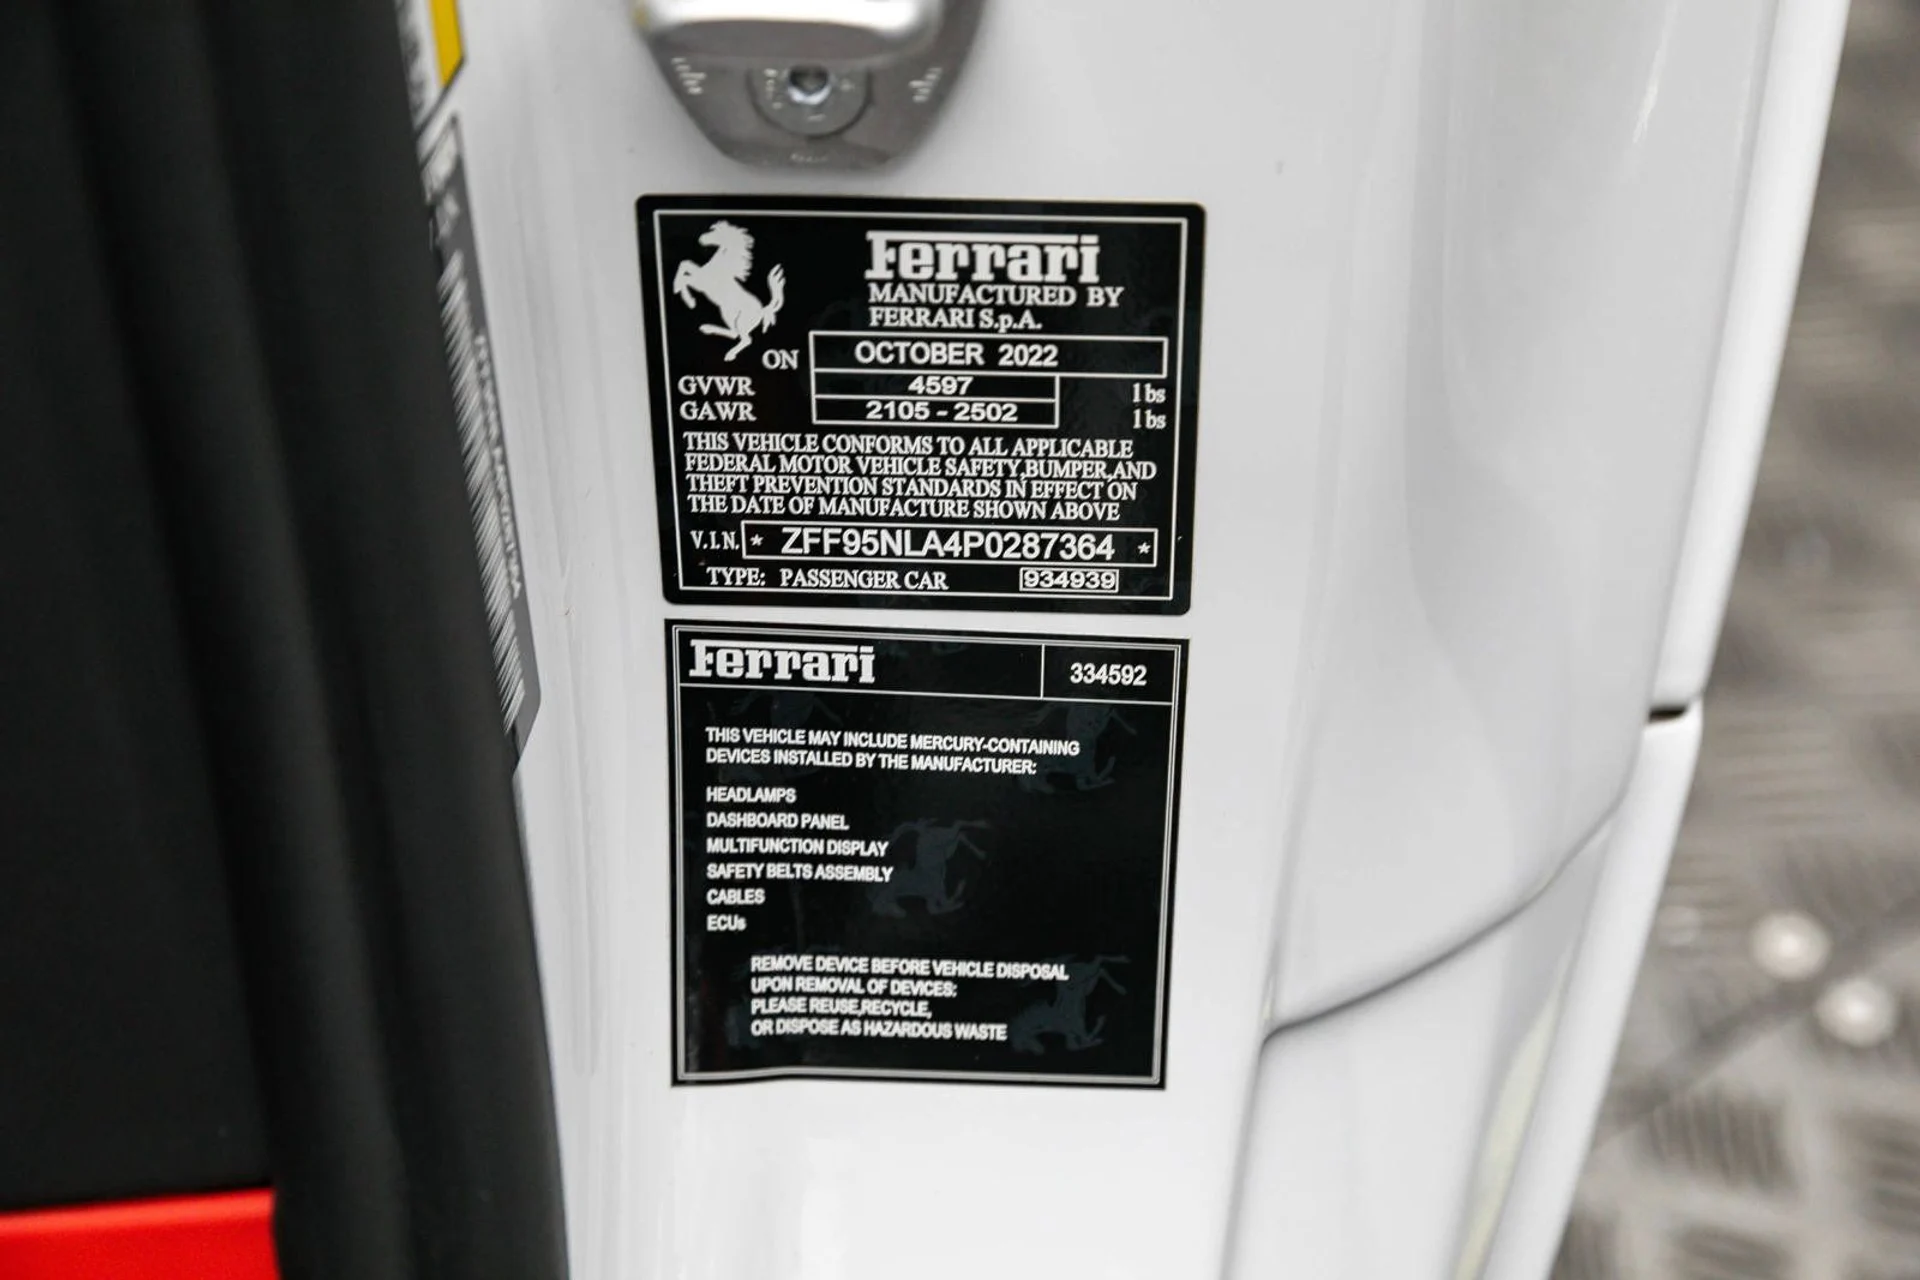 Ferrari
MANUFACTURED BY
FERRARI S.p.A.
ON OCTOBER 2022
GVWR 4597 lbs
GAWR 2105 - 2502 lbs
THIS VEHICLE CONFORMS TO ALL APPLICABLE
FEDERAL MOTOR VEHICLE SAFETY,BUMPER,AND
THEFT PREVENTION STANDARDS IN EFFECT ON
THE DATE OF MANUFACTURE SHOWN ABOVE
V.I.N. * ZFF95NLA4P0287364 *
TYPE: PASSENGER CAR 934939
Ferrari 334592
THIS VEHICLE MAY INCLUDE MERCURY-CONTAINING
DEVICES INSTALLED BY THE MANUFACTURER:
HEADLAMPS
DASHBOARD PANEL
MULTIFUNCTION DISPLAY
SAFETY BELTS ASSEMBLY
CABLES
ECUs
REMOVE DEVICE BEFORE VEHICLE DISPOSAL
UPON REMOVAL OF DEVICES;
PLEASE REUSE,RECYCLE,
OR DISPOSE AS HAZARDOUS WASTE